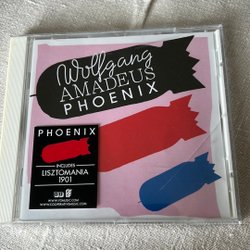 Wolfgang
AMADEUS
PHOENIX
PHOENIX
INCLUDES
LISZTOMANIA
1901